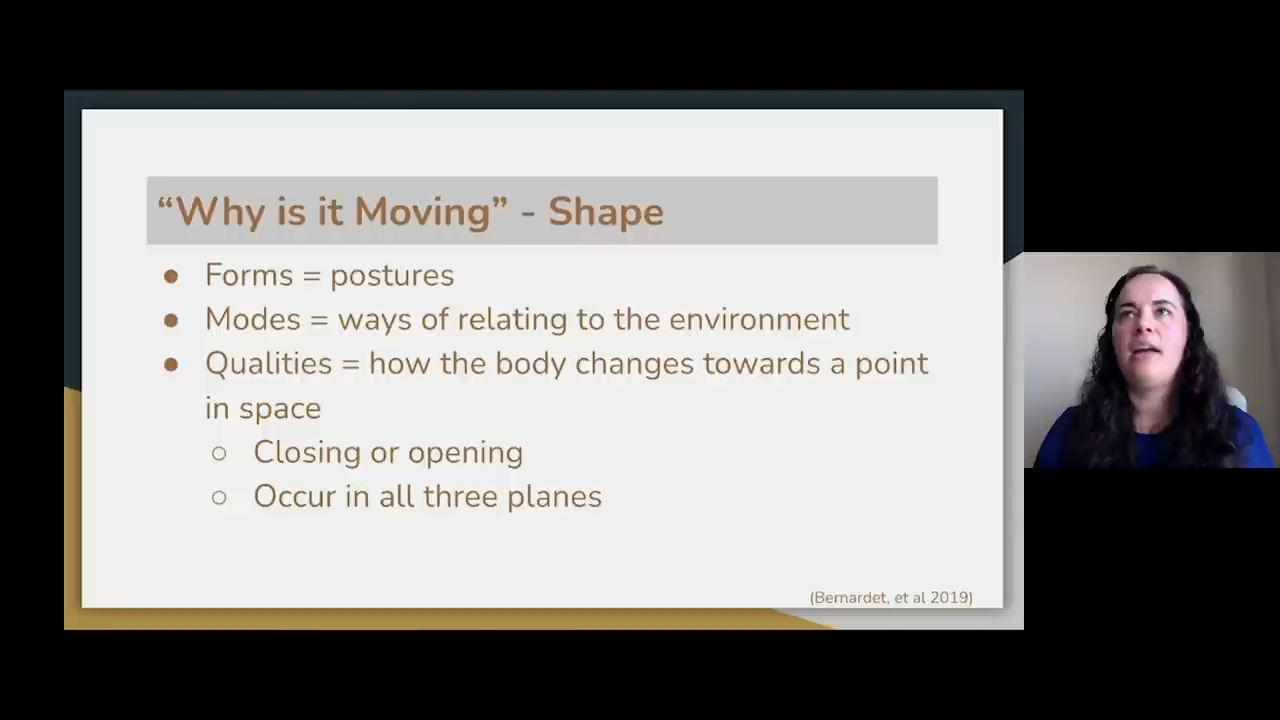 “Why is it Moving” - Shape
● Forms = postures
● Modes = ways of relating to the environment
● Qualities = how the body changes towards a point
in space
○ Closing or opening
○ Occur in all three planes
(Bernardet, et al 2019)